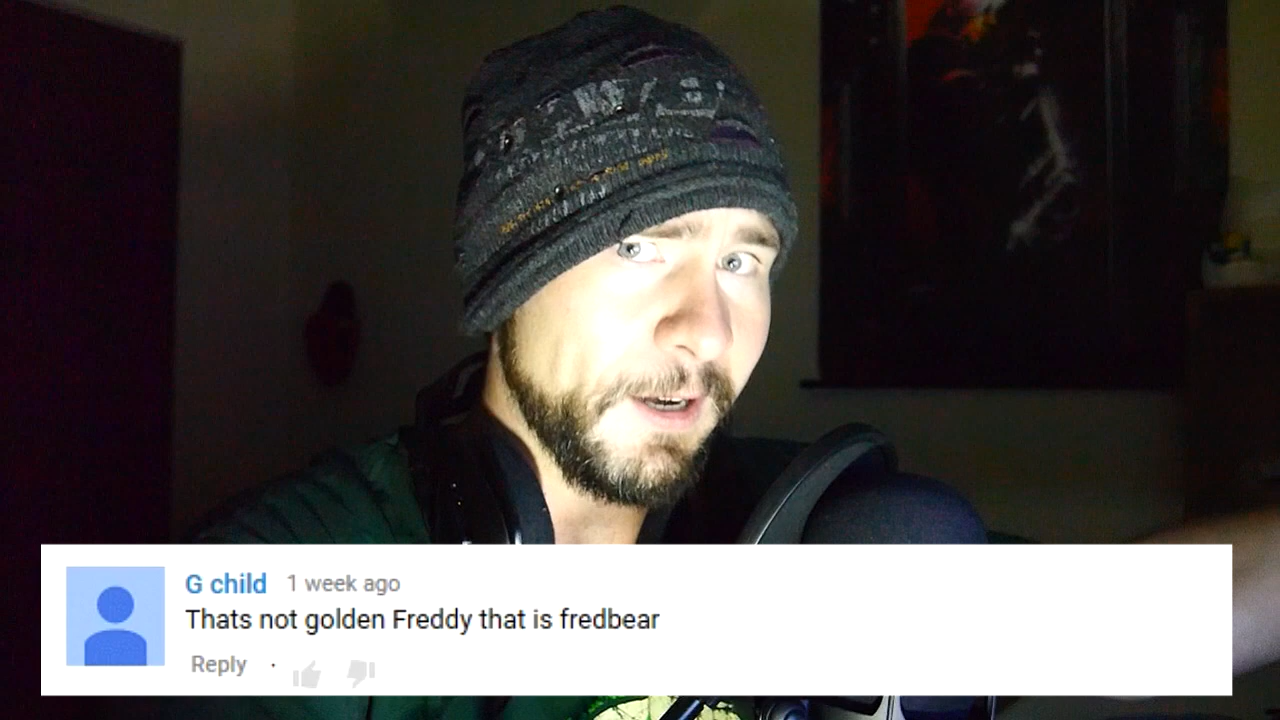 G child 1 week ago
Thats not golden Freddy that is fredbear
Reply